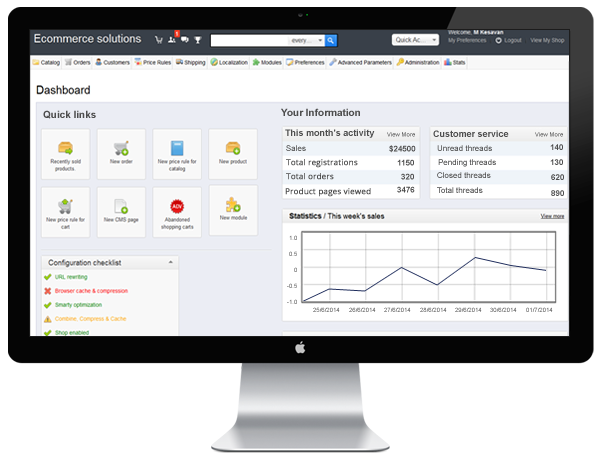 Welcome, M Kesavan
Ecommerce solutions
1
every...
Quick Ac...
My Preferences
Logout
View My Shop
Catalog Orders Customers Price Rules Shipping Localization Modules Preferences Advanced Parameters Administration Stats
Dashboard
Quick links
Recently sold
products
New order
New price rule for
catalog
New product
New price rule for
cart
New CMS page
ADV
Abandoned
shopping carts
New module
Configuration checklist
URL rewriting
Browser cache & compression
Smarty optimization
Combine, Compress & Cache
Shop enabled
Your Information
This month's activity View More
Sales $24500
Total registrations 1150
Total orders 320
Product pages viewed 3476
Customer service View More
Unread threads 140
Pending threads 130
Closed threads 620
Total threads 890
Statistics / This week's sales View more
1.0
0
-0.5
-1.0
25/6/2014 26/6/2014 27/6/2014 28/6/2014 29/6/2014 30/6/2014 01/7/2014